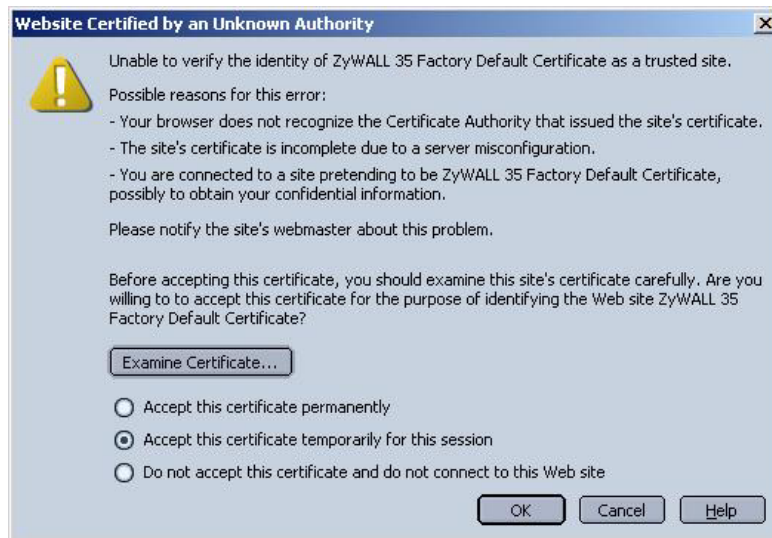 Website Certified by an Unknown Authority
Unable to verify the identity of ZyWALL 35 Factory Default Certificate as a trusted site.
Possible reasons for this error:
- Your browser does not recognize the Certificate Authority that issued the site's certificate.
- The site's certificate is incomplete due to a server misconfiguration.
- You are connected to a site pretending to be ZyWALL 35 Factory Default Certificate,
possibly to obtain your confidential information.
Please notify the site's webmaster about this problem.
Before accepting this certificate, you should examine this site's certificate carefully. Are you
willing to to accept this certificate for the purpose of identifying the Web site ZyWALL 35
Factory Default Certificate?
Examine Certificate...
Accept this certificate permanently
Accept this certificate temporarily for this session
Do not accept this certificate and do not connect to this Web site
OK Cancel Help